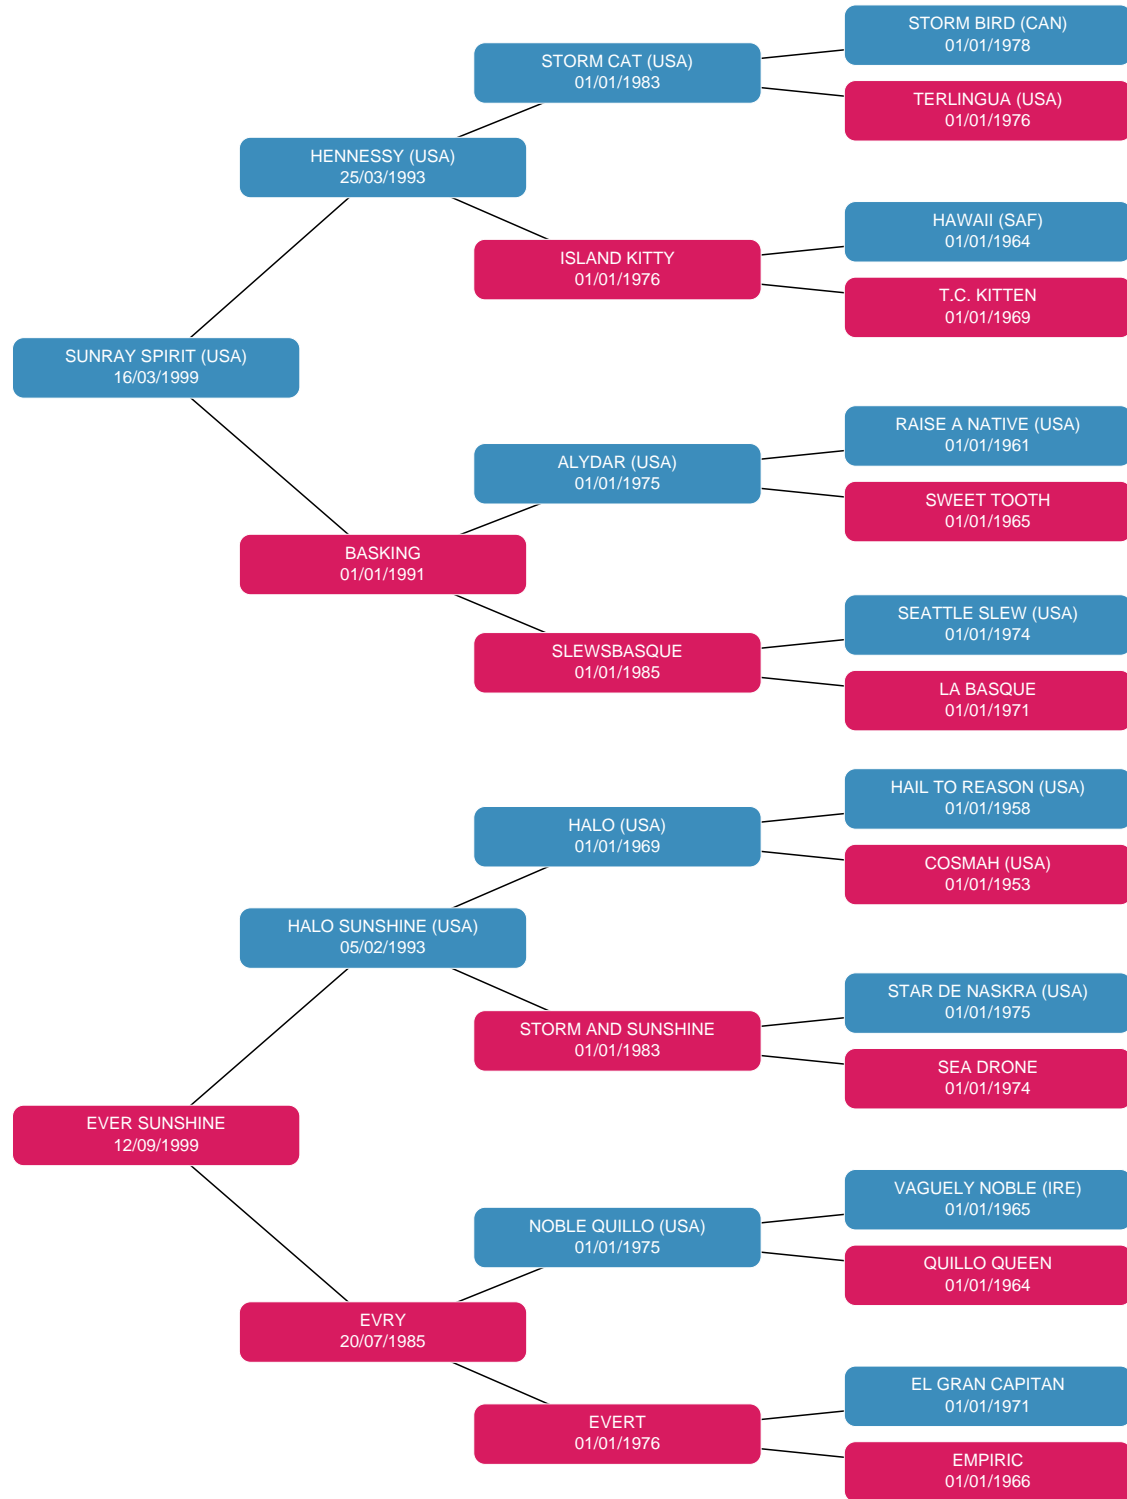 STORM BIRD (CAN)
01/01/1978
STORM CAT (USA)
01/01/1983
TERLINGUA (USA)
01/01/1976
HENNESSY (USA)
25/03/1993
HAWAII (SAF)
01/01/1964
ISLAND KITTY
01/01/1976
T.C. KITTEN
01/01/1969
SUNRAY SPIRIT (USA)
16/03/1999
RAISE A NATIVE (USA)
01/01/1961
ALYDAR (USA)
01/01/1975
SWEET TOOTH
01/01/1965
BASKING
01/01/1991
SEATTLE SLEW (USA)
01/01/1974
SLEWSBASQUE
01/01/1985
LA BASQUE
01/01/1971
HAIL TO REASON (USA)
01/01/1958
HALO (USA)
01/01/1969
COSMAH (USA)
01/01/1953
HALO SUNSHINE (USA)
05/02/1993
STAR DE NASKRA (USA)
01/01/1975
STORM AND SUNSHINE
01/01/1983
SEA DRONE
01/01/1974
EVER SUNSHINE
12/09/1999
VAGUELY NOBLE (IRE)
01/01/1965
NOBLE QUILLO (USA)
01/01/1975
QUILLO QUEEN
01/01/1964
EVRY
20/07/1985
EL GRAN CAPITAN
01/01/1971
EVERT
01/01/1976
EMPIRIC
01/01/1966